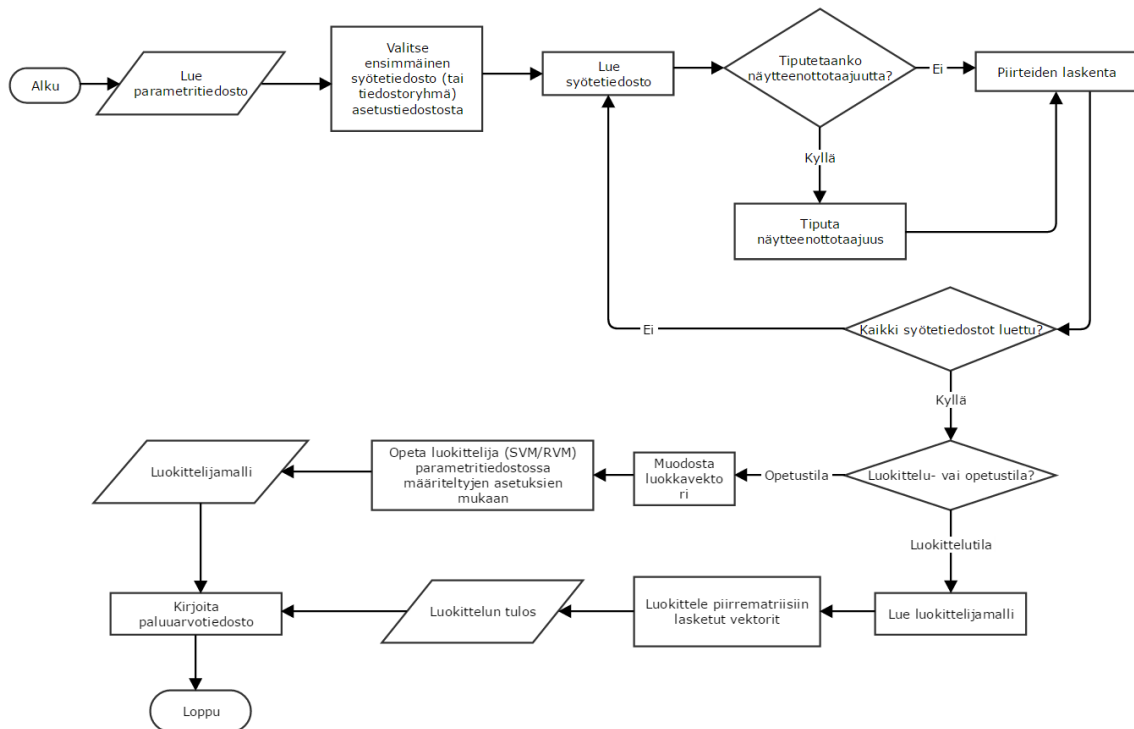 Alku
Lue
parametritiedosto
Valitse
ensimmäinen
syötetiedosto (tai
tiedostoryhmä)
asetustiedostosta
Lue
syötetiedosto
Tiputetaanko
näytteenottotaajuutta?
Ei
Piirteiden laskenta
Kyllä
Tiputa
näytteenottotaajuus
Kaikki syötetiedostot luettu?
Ei
Kyllä
Luokittelu- vai opetustila?
Opetustila
Muodosta
luokkavekto
ri
Opeta luokittelija (SVM/RVM)
parametritiedostossa
määriteltyjen asetuksien
mukaan
Luokittelijamalli
Luokittelutila
Lue luokittelijamalli
Luokittele piirrematriisiin
lasketut vektorit
Luokittelun tulos
Kirjoita
paluuarvotiedosto
Loppu